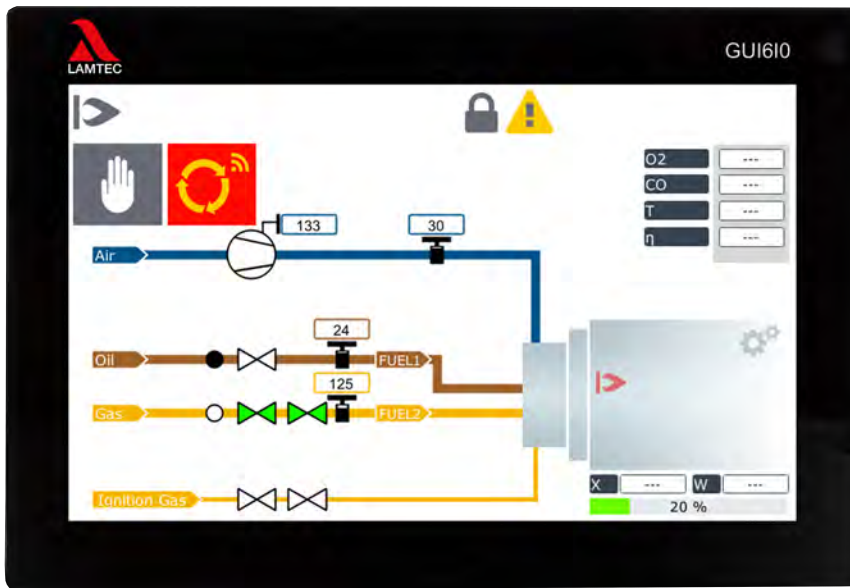 LAMTEC
GUI6I0
O2 ---
CO ---
T ---
η ---
133
30
Air
24
Oil
FUEL1
125
Gas
FUEL2
Ignition Gas
X --- W ---
20 %